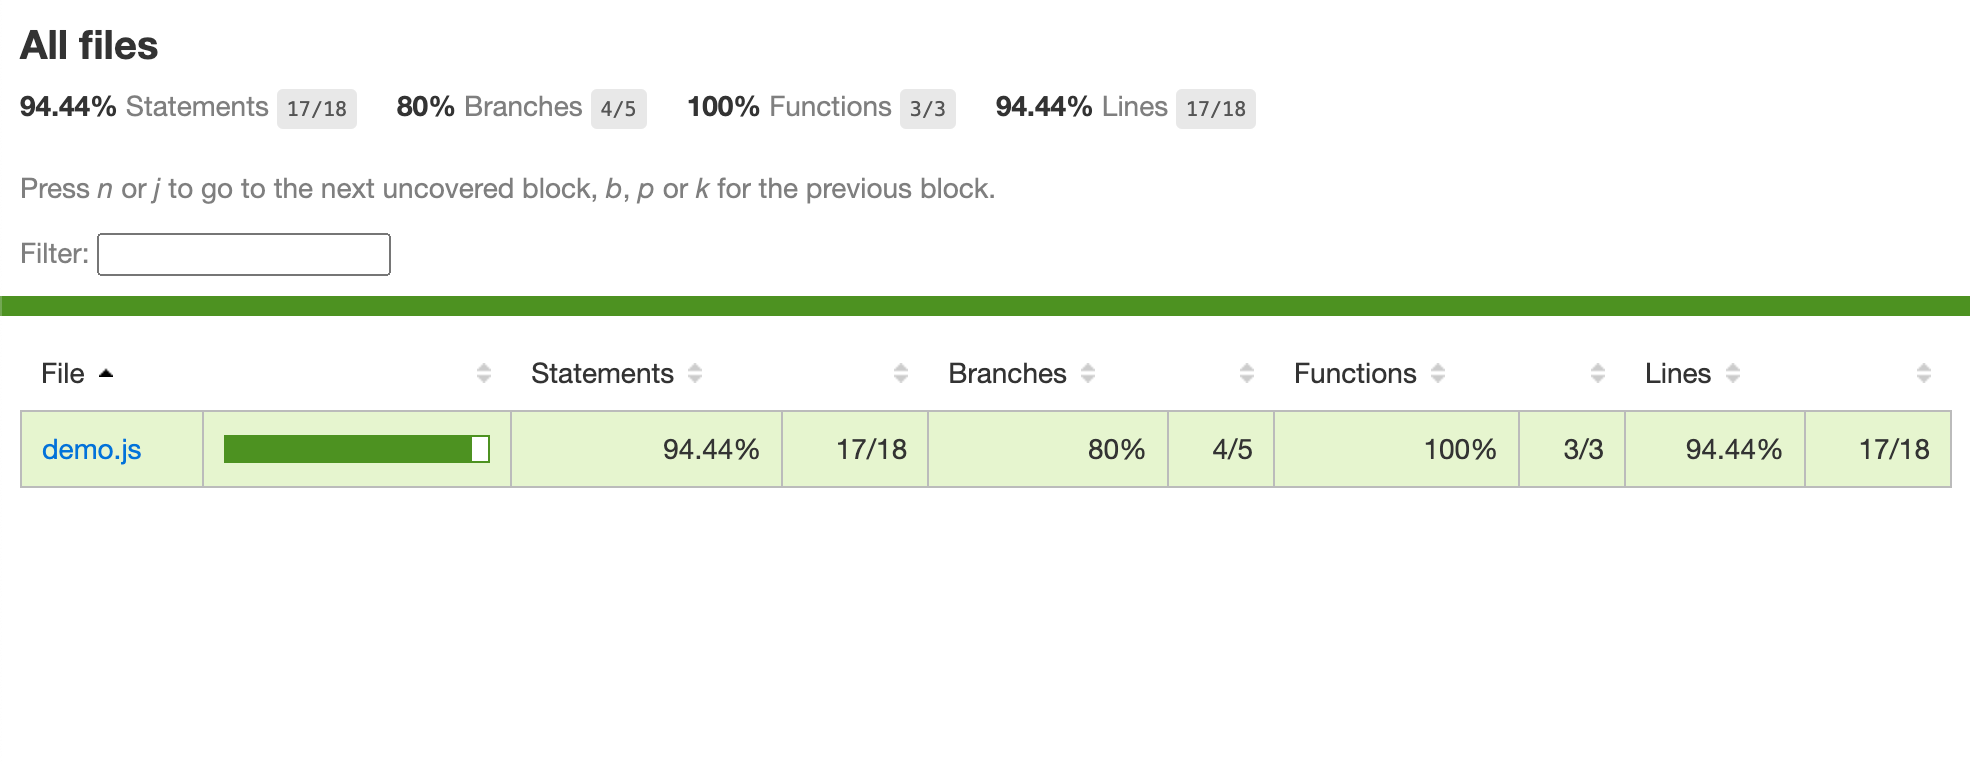 All files
94.44% Statements 17/18 80% Branches 4/5 100% Functions 3/3 94.44% Lines 17/18
Press n or j to go to the next uncovered block, b, p or k for the previous block.
Filter:
File Statements Branches Functions Lines
demo.js 94.44% 17/18 80% 4/5 100% 3/3 94.44% 17/18